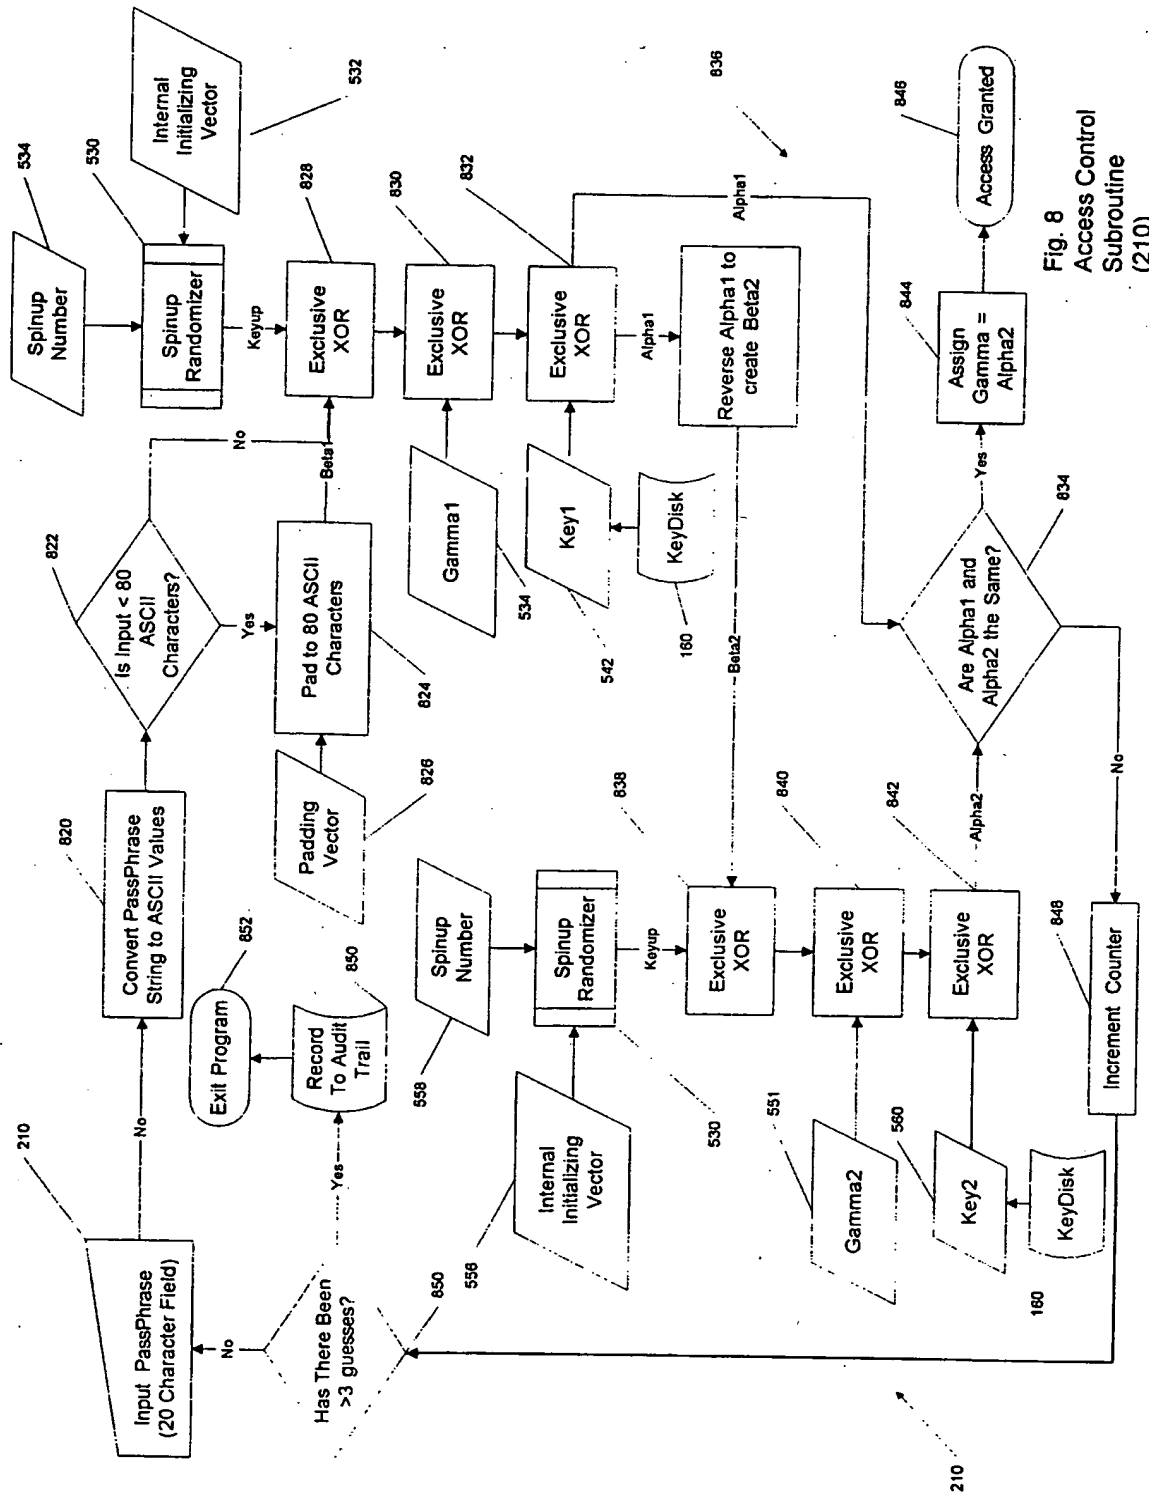 210
Input PassPhrase
(20 Character Field)
No
820
Convert PassPhrase
String to ASCII Values
822
Is Input < 80
ASCII
Characters?
No
Yes
534
Spinup
Number
530
Spinup
Randomizer
Internal
Initializing
Vector
532
Keyup
852
Exit Program
850
Record
To Audit
Trail
Yes
No
Has There Been
>3 guesses?
850
Padding
Vector
826
Pad to 80 ASCII
Characters
824
Beta1
Exclusive
XOR
828
Gamma1
534
Exclusive
XOR
830
Key1
542
KeyDisk
160
Exclusive
XOR
832
Alpha1
Alpha1
Reverse Alpha1 to
create Beta2
Beta2
836
558
Spinup
Number
Internal
Initializing
Vector
556
Spinup
Randomizer
530
Keyup
838
Exclusive
XOR
551
Gamma2
840
Exclusive
XOR
560
Key2
KeyDisk
160
842
Exclusive
XOR
Alpha2
Are Alpha1 and
Alpha2 the Same?
834
Yes
844
Assign
Gamma =
Alpha2
846
Access Granted
No
848
Increment Counter
210
Fig. 8
Access Control
Subroutine
(210)